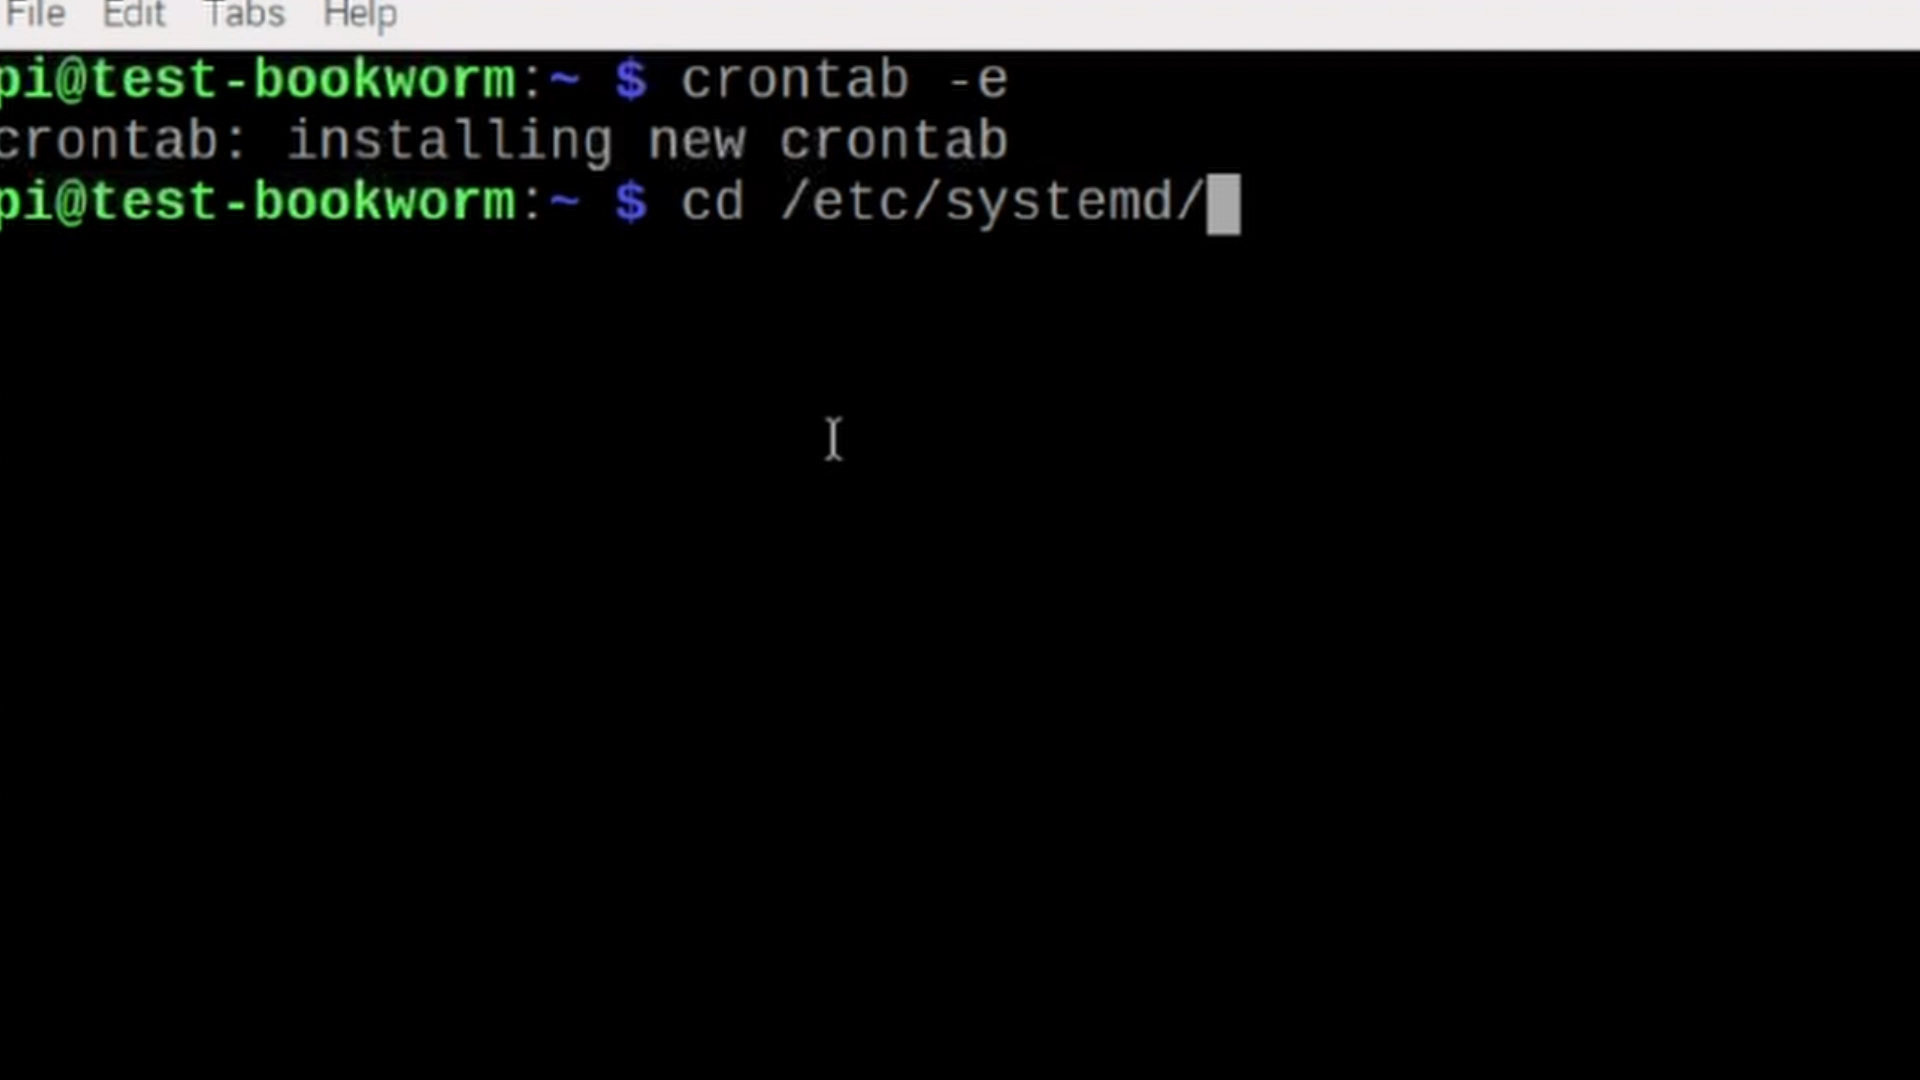 File Edit Tabs Help
pi@test-bookworm:~ $ crontab -e
crontab: installing new crontab
pi@test-bookworm:~ $ cd /etc/systemd/